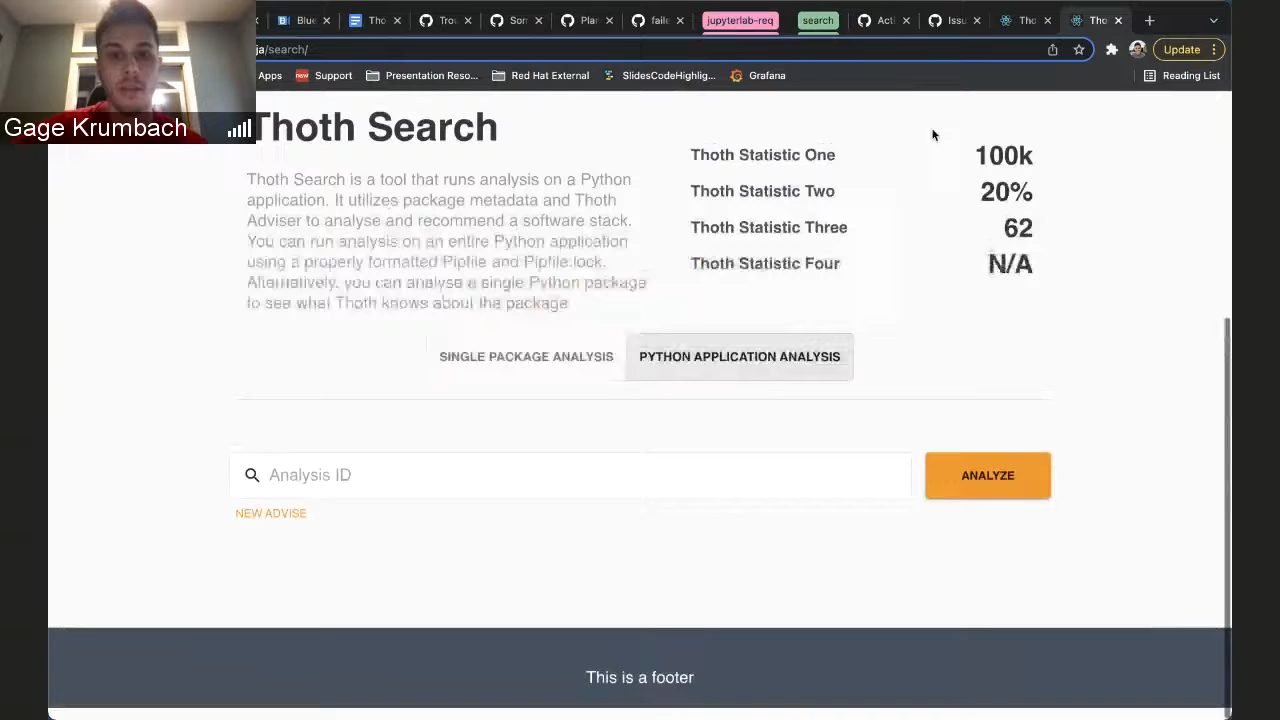 Blue
Tho
Trou
Sorr
Plar
faile
jupyterlab-req
search
Acti
Issu
Tho
Tho
ja/search/
Update
Apps
new
Support
Presentation Reso...
Red Hat External
SlidesCodeHighlig...
Grafana
Reading List
Gage Krumbach
Thoth Search
Thoth Search is a tool that runs analysis on a Python
application. It utilizes package metadata and Thoth
Adviser to analyse and recommend a software stack.
You can run analysis on an entire Python application
using a properly formatted Pipfile and Pipfile.lock.
Alternatively, you can analyse a single Python package
to see what Thoth knows about the package
Thoth Statistic One
100k
Thoth Statistic Two
20%
Thoth Statistic Three
62
Thoth Statistic Four
N/A
SINGLE PACKAGE ANALYSIS
PYTHON APPLICATION ANALYSIS
Analysis ID
ANALYZE
NEW ADVISE
This is a footer